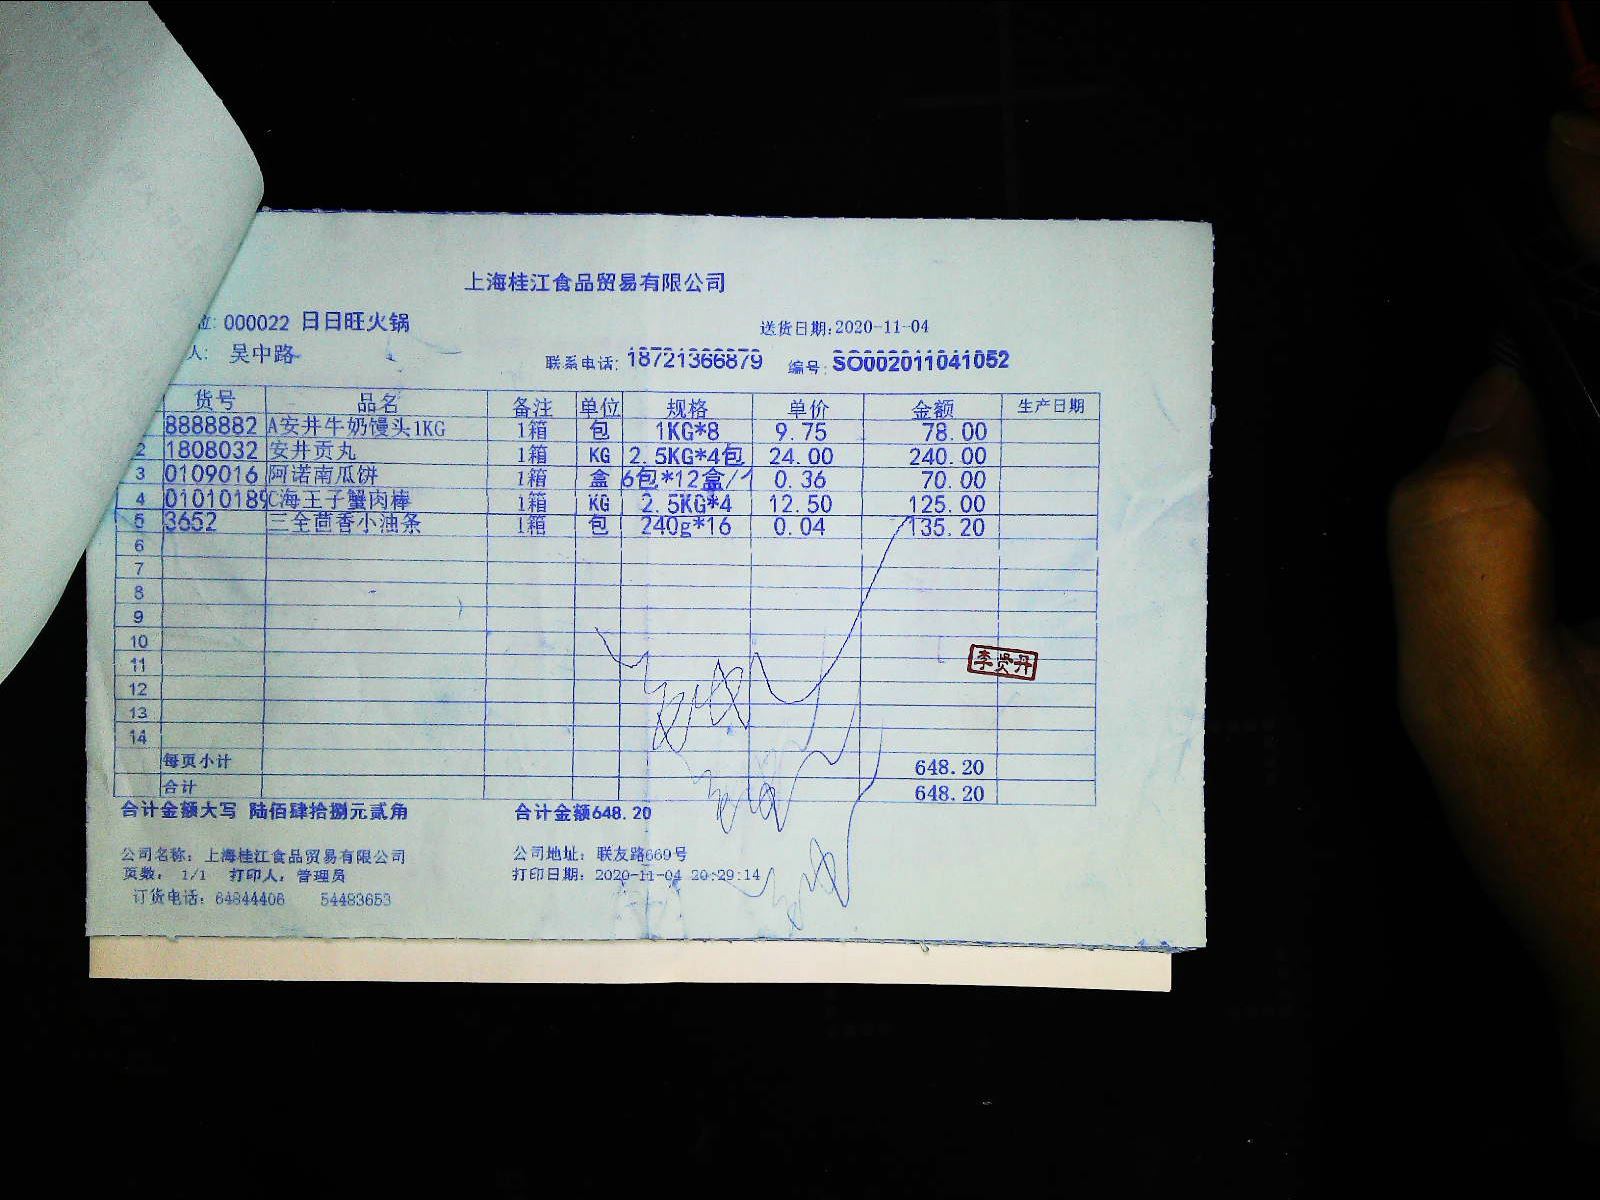 上海桂江食品贸易有限公司
位: 000022 日日旺火锅 送货日期:2020-11-04
人: 吴中路 联系电话: 18721366879 编号: SO002011041052
货号 品名 备注 单位 规格 单价 金额 生产日期
8888882 A安井牛奶馒头1KG 1箱 包 1KG*8 9.75 78.00
2 1808032 安井贡丸 1箱 KG 2.5KG*4包 24.00 240.00
3 0109016 阿诺南瓜饼 1箱 盒 6包*12盒/1 0.36 70.00
4 01010189 C海王子蟹肉棒 1箱 KG 2.5KG*4 12.50 125.00
5 3652 三全茴香小油条 1箱 包 240g*16 0.04 135.20
6
7
8
9
10
11 李贤丹
12
13
14
每页小计 648.20
合计 648.20
合计金额大写 陆佰肆拾捌元贰角 合计金额648.20
公司名称: 上海桂江食品贸易有限公司 公司地址: 联友路669号
页数: 1/1 打印人: 管理员 打印日期: 2020-11-04 20:29:14
订货电话: 64844406 54483653